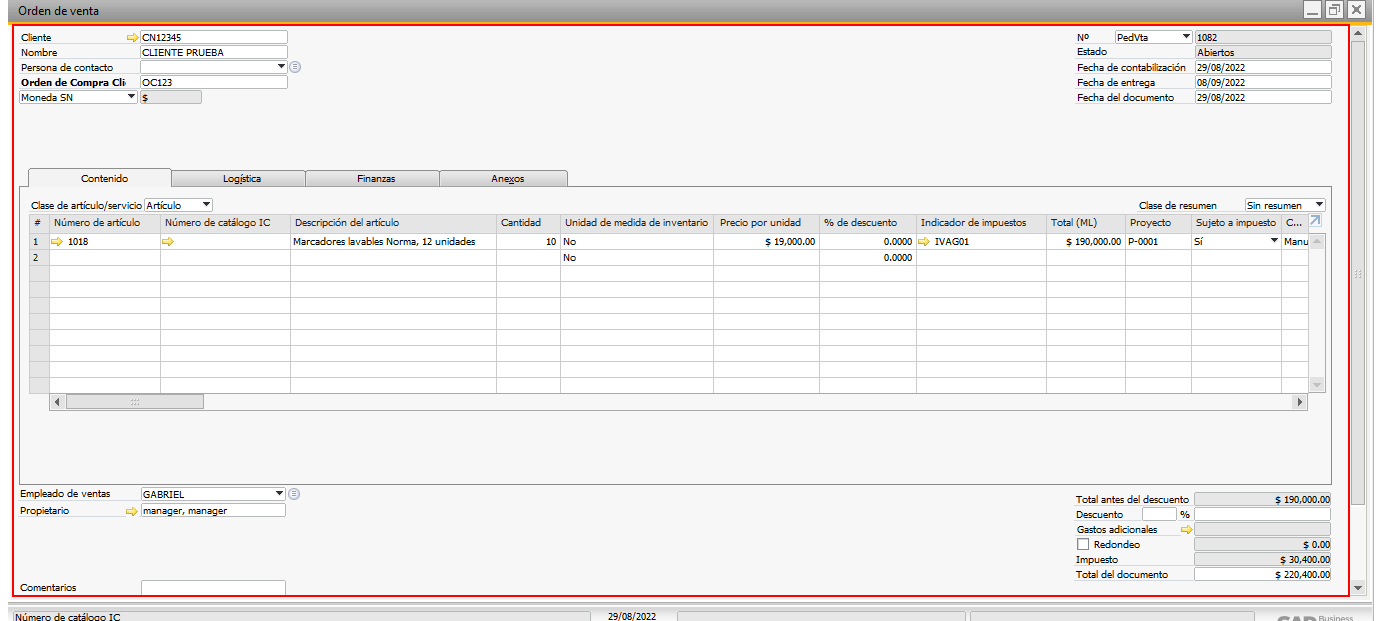 Orden de venta
Cliente CN12345
Nombre CLIENTE PRUEBA
Persona de contacto
Orden de Compra Cli OC123
Moneda SN $
Nº PedVta 1082
Estado Abiertos
Fecha de contabilización 29/08/2022
Fecha de entrega 08/09/2022
Fecha del documento 29/08/2022
Contenido Logística Finanzas Anexos
Clase de artículo/servicio Artículo Clase de resumen Sin resumen
# Número de artículo Número de catálogo IC Descripción del artículo Cantidad Unidad de medida de inventario Precio por unidad % de descuento Indicador de impuestos Total (ML) Proyecto Sujeto a impuesto C...
1 1018 Marcadores lavables Norma, 12 unidades 10 No $ 19,000.00 0.0000 IVAG01 $ 190,000.00 P-0001 Sí Manu
2 No 0.0000
Empleado de ventas GABRIEL
Propietario manager, manager
Comentarios
Total antes del descuento $ 190,000.00
Descuento %
Gastos adicionales
Redondeo $ 0.00
Impuesto $ 30,400.00
Total del documento $ 220,400.00
Número de catálogo IC 29/08/2022 SAP Business